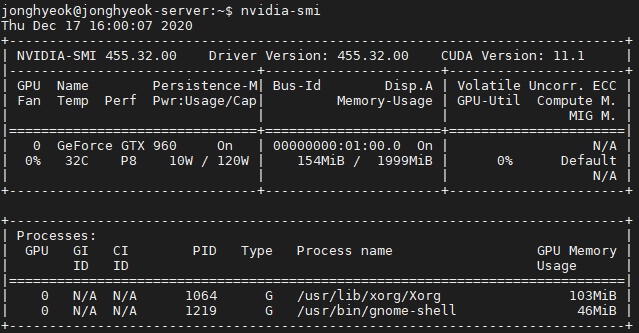 jonghyeok@jonghyeok-server:~$ nvidia-smi
Thu Dec 17 16:00:07 2020
+-----------------------------------------------------------------------------+
| NVIDIA-SMI 455.32.00    Driver Version: 455.32.00    CUDA Version: 11.1     |
|-------------------------------+----------------------+----------------------+
| GPU  Name        Persistence-M| Bus-Id        Disp.A | Volatile Uncorr. ECC |
| Fan  Temp  Perf  Pwr:Usage/Cap|         Memory-Usage | GPU-Util  Compute M. |
|                               |                      |               MIG M. |
|===============================+======================+======================|
|   0  GeForce GTX 960     On   | 00000000:01:00.0  On |                  N/A |
|  0%   32C    P8    10W / 120W |    154MiB /  1999MiB |      0%      Default |
|                               |                      |                  N/A |
+-------------------------------+----------------------+----------------------+

+-----------------------------------------------------------------------------+
| Processes:                                                                  |
|  GPU   GI   CI        PID   Type   Process name                  GPU Memory |
|        ID   ID                                                   Usage      |
|=============================================================================|
|    0   N/A  N/A      1064      G   /usr/lib/xorg/Xorg                103MiB |
|    0   N/A  N/A      1219      G   /usr/bin/gnome-shell               46MiB |
+-----------------------------------------------------------------------------+